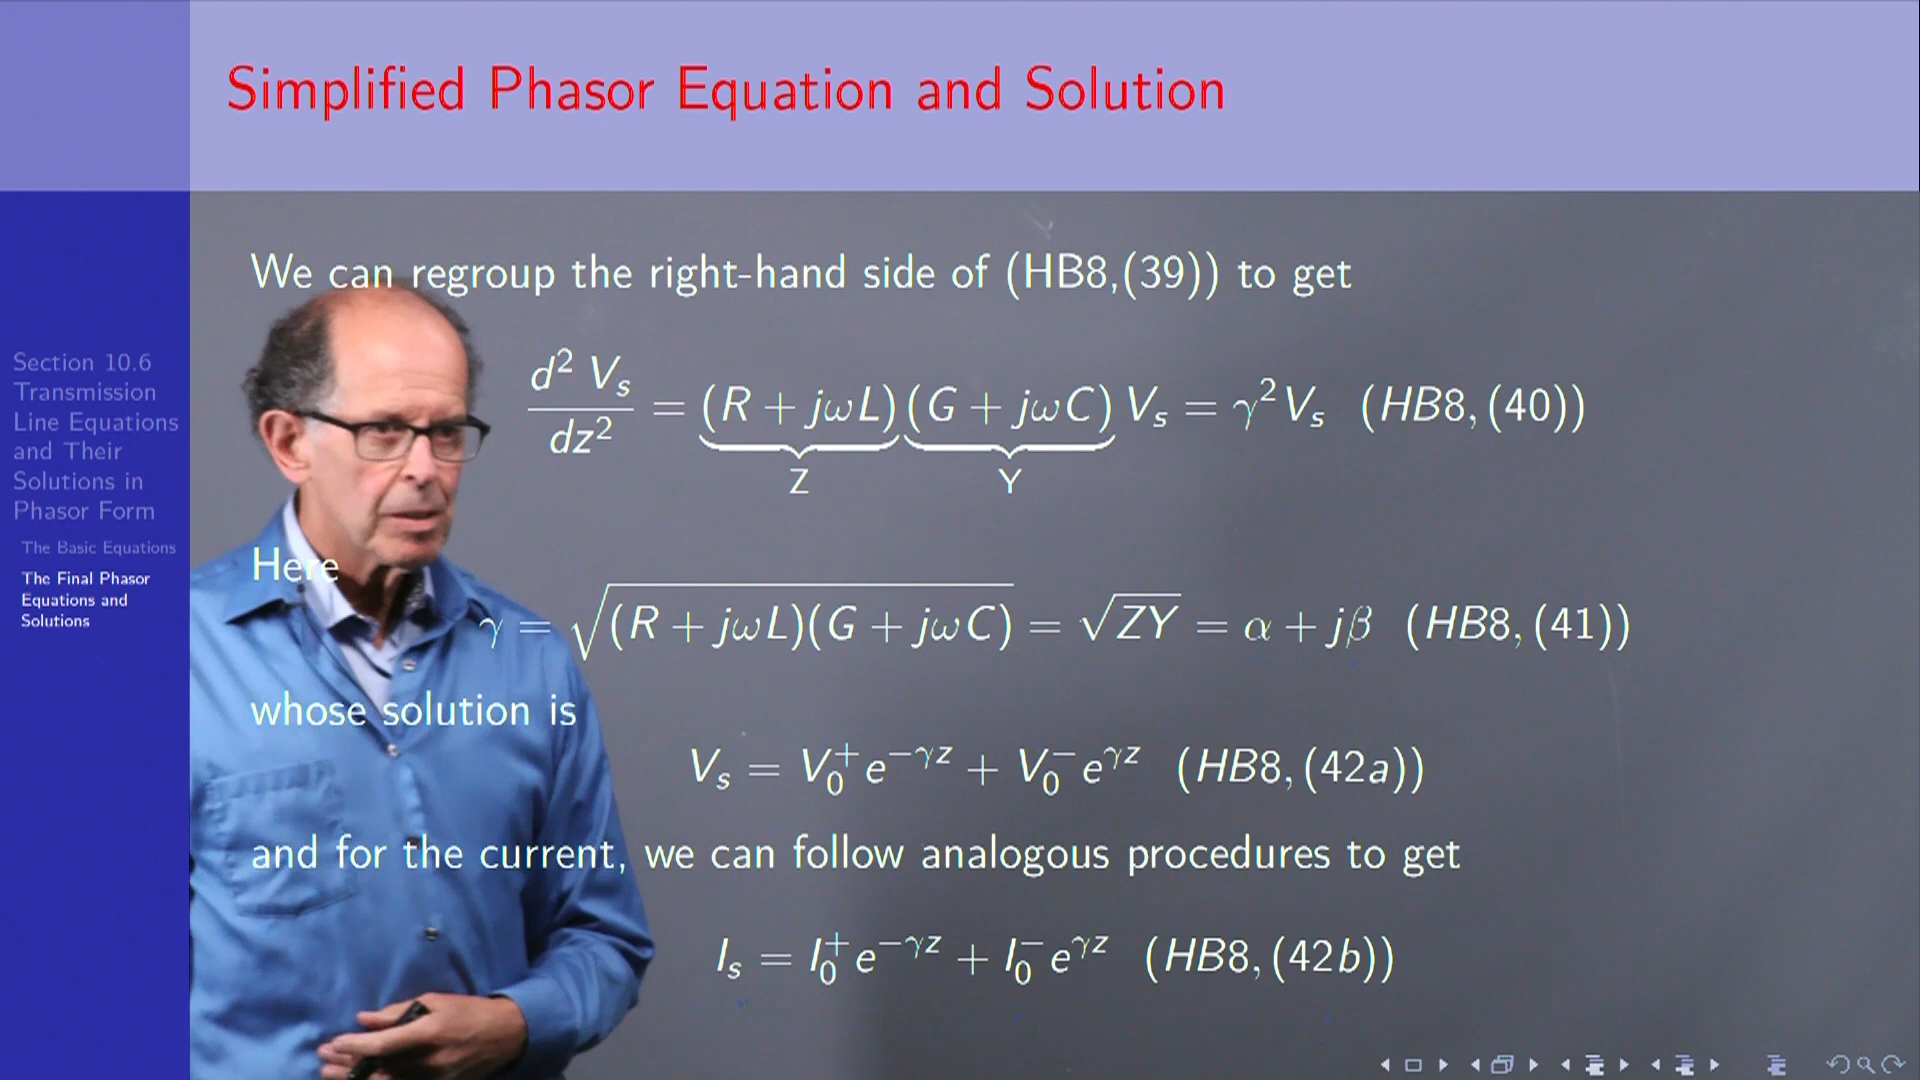 Simplified Phasor Equation and Solution
Section 10.6
Transmission
Line Equations
and Their
Solutions in
Phasor Form
The Basic Equations
The Final Phasor
Equations and
Solutions
We can regroup the right-hand side of (HB8,(39)) to get
d² Vₛ / dz² = (R + jωL) (G + jωC) Vₛ = γ² Vₛ (HB8, (40))
Z Y
Here
γ = √(R + jωL)(G + jωC) = √ZY = α + jβ (HB8, (41))
whose solution is
Vₛ = V₀⁺ e^{−γz} + V₀⁻ e^{γz} (HB8, (42a))
and for the current, we can follow analogous procedures to get
Iₛ = I₀⁺ e^{−γz} + I₀⁻ e^{γz} (HB8, (42b))